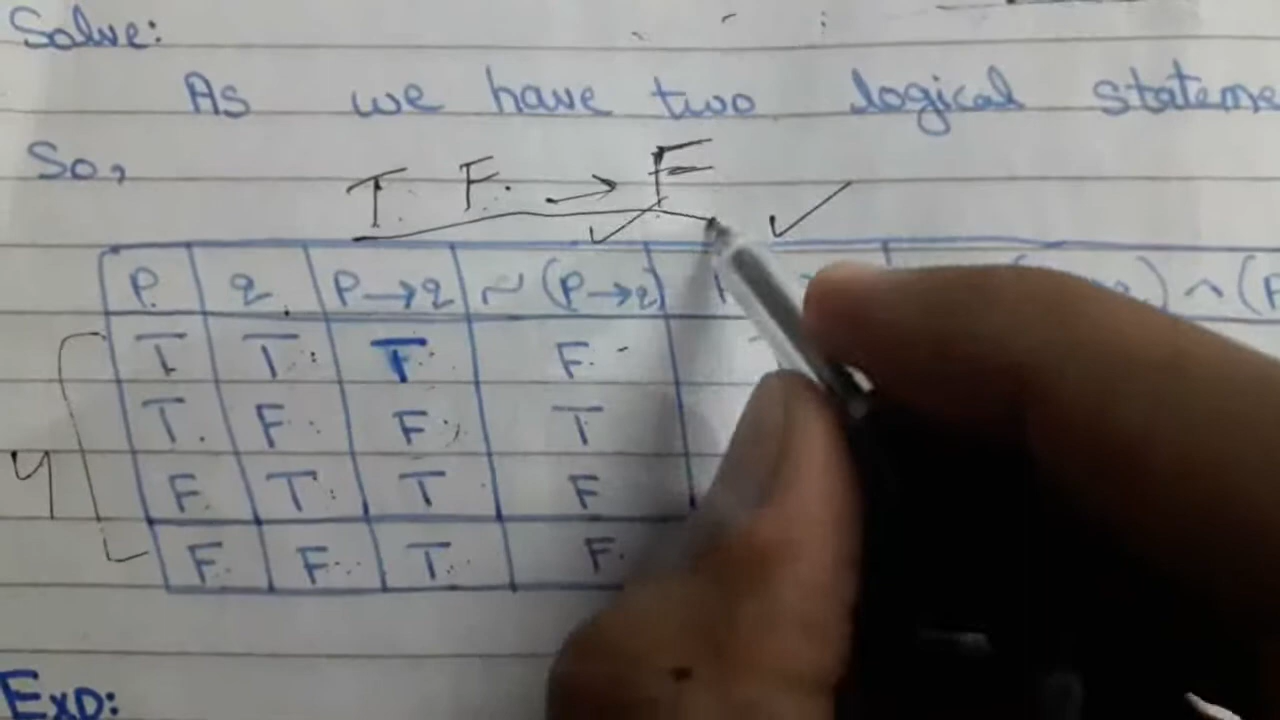 Solve:
As we have two logical stateme
So,
T. F. → F
P q P→q ~(P→q) ) ∧ (P
T T T F
T F F T
4
F T T F
F F T F
Exp: